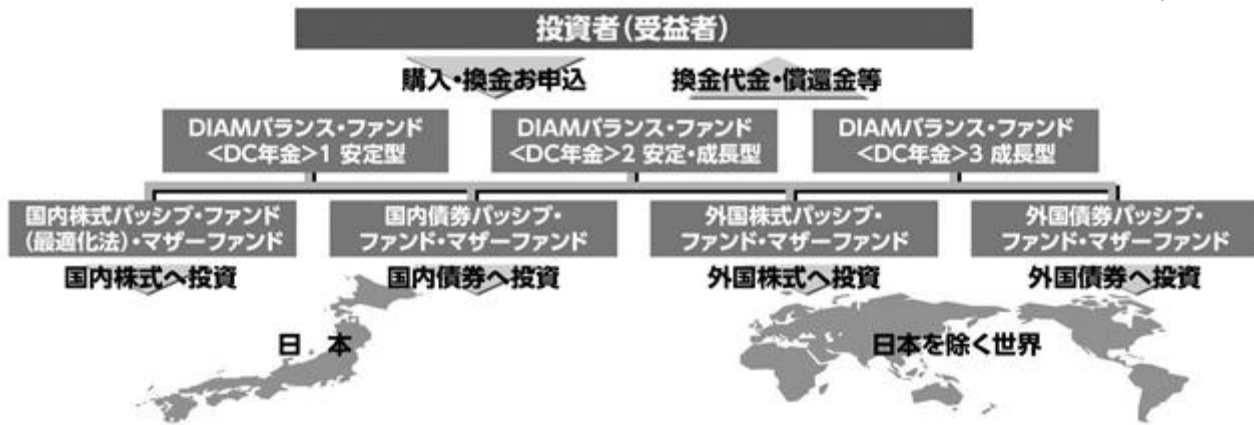 投資者(受益者)
購入・換金お申込
換金代金・償還金等
DIAMバランス・ファンド
<DC年金>1 安定型
DIAMバランス・ファンド
<DC年金>2 安定・成長型
DIAMバランス・ファンド
<DC年金>3 成長型
国内株式パッシブ・ファンド
(最適化法)・マザーファンド
国内債券パッシブ・
ファンド・マザーファンド
外国株式パッシブ・
ファンド・マザーファンド
外国債券パッシブ・
ファンド・マザーファンド
国内株式へ投資
国内債券へ投資
外国株式へ投資
外国債券へ投資
日 本
日本を除く世界